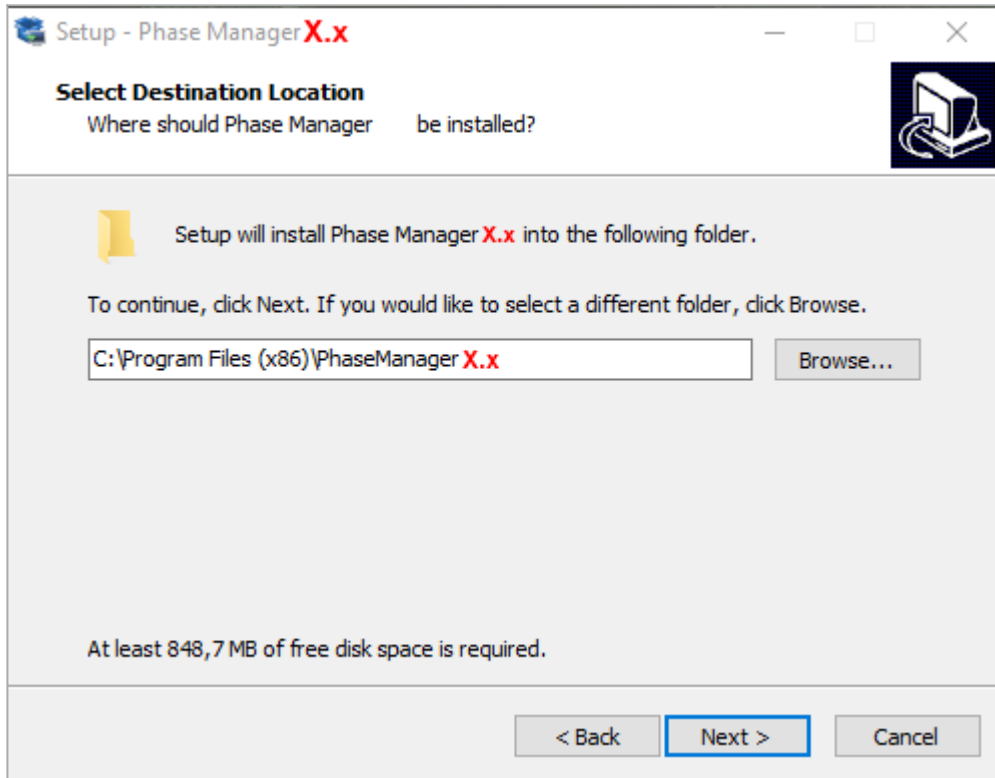 Setup - Phase Manager X.x
Select Destination Location
Where should Phase Manager be installed?
Setup will install Phase Manager X.x into the following folder.
To continue, click Next. If you would like to select a different folder, click Browse.
C:\Program Files (x86)\PhaseManager X.x
Browse...
At least 848,7 MB of free disk space is required.
< Back Next > Cancel